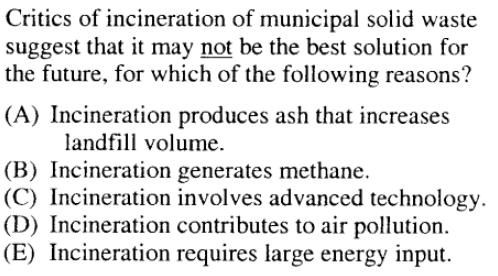 Critics of incineration of municipal solid waste
suggest that it may not be the best solution for
the future, for which of the following reasons?
(A) Incineration produces ash that increases
landfill volume.
(B) Incineration generates methane.
(C) Incineration involves advanced technology.
(D) Incineration contributes to air pollution.
(E) Incineration requires large energy input.